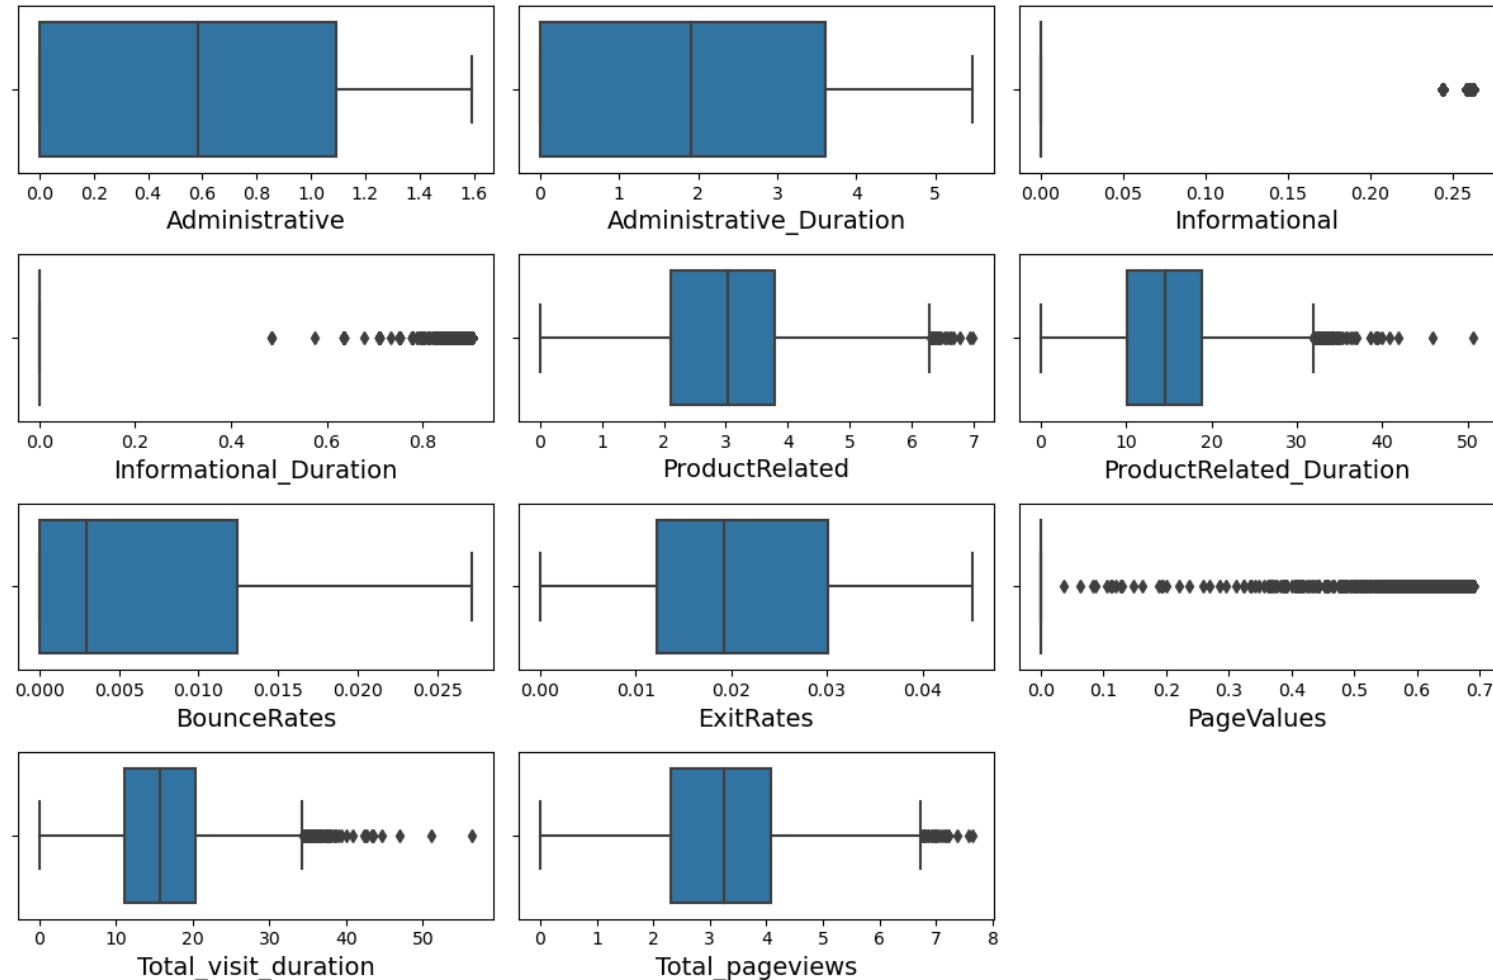 0.0 0.2 0.4 0.6 0.8 1.0 1.2 1.4 1.6
Administrative
0 1 2 3 4 5
Administrative_Duration
0.00 0.05 0.10 0.15 0.20 0.25
Informational
0.0 0.2 0.4 0.6 0.8
Informational_Duration
0 1 2 3 4 5 6 7
ProductRelated
0 10 20 30 40 50
ProductRelated_Duration
0.000 0.005 0.010 0.015 0.020 0.025
BounceRates
0.00 0.01 0.02 0.03 0.04
ExitRates
0.0 0.1 0.2 0.3 0.4 0.5 0.6 0.7
PageValues
0 10 20 30 40 50
Total_visit_duration
0 1 2 3 4 5 6 7 8
Total_pageviews